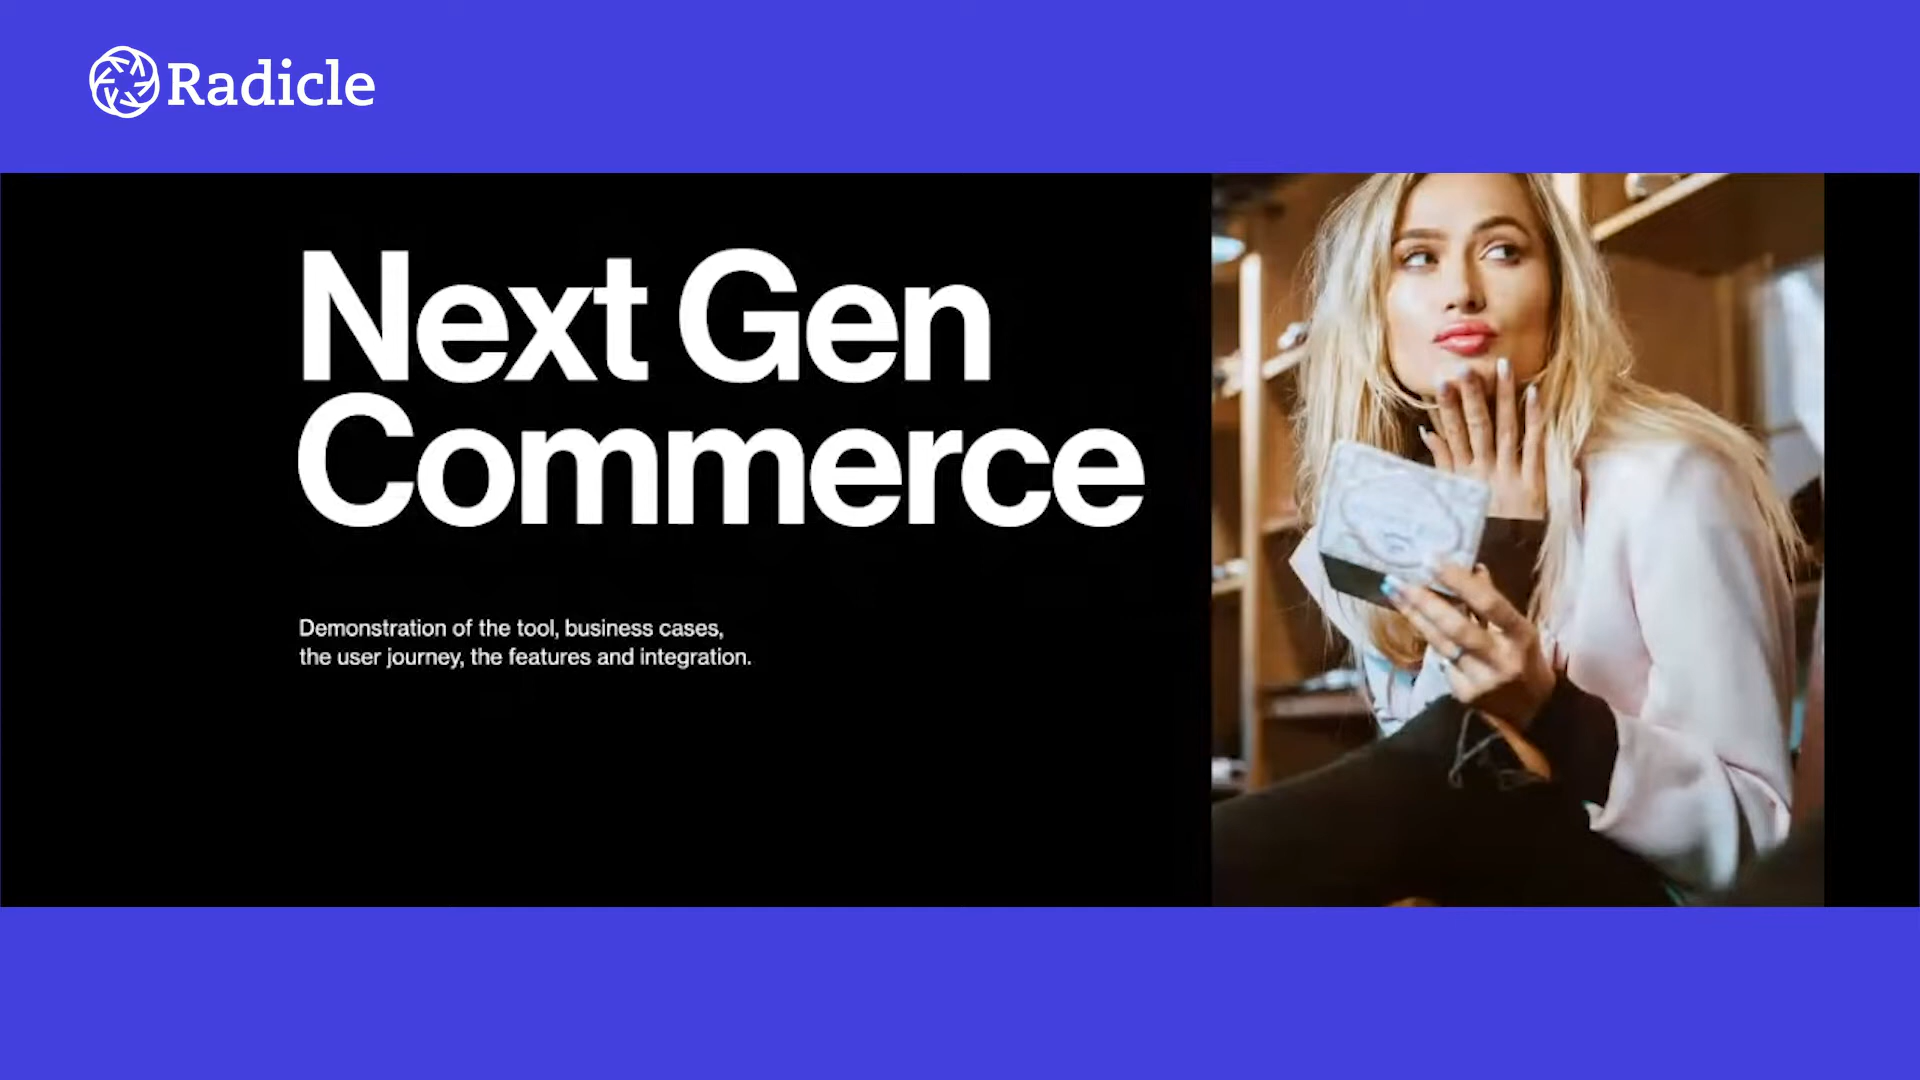 Radicle
Next Gen
Commerce
Demonstration of the tool, business cases,
the user journey, the features and integration.